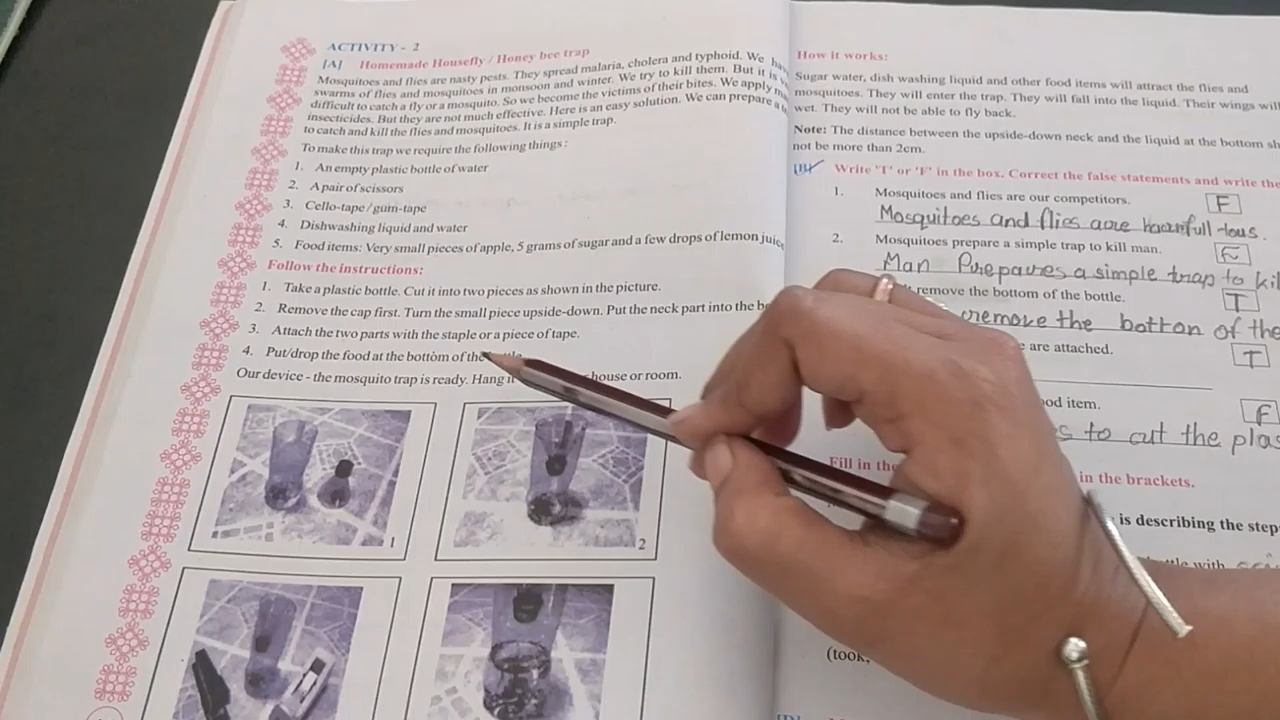 ACTIVITY - 2
[A] Homemade Housefly / Honey bee trap
Mosquitoes and flies are nasty pests. They spread malaria, cholera and typhoid. We
swarms of flies and mosquitoes in monsoon and winter. We try to kill them. But it is
difficult to catch a fly or a mosquito. So we become the victims of their bites. We apply
insecticides. But they are not much effective. Here is an easy solution. We can prepare a
to catch and kill the flies and mosquitoes. It is a simple trap.
To make this trap we require the following things :
1. An empty plastic bottle of water
2. A pair of scissors
3. Cello-tape / gum-tape
4. Dishwashing liquid and water
5. Food items: Very small pieces of apple, 5 grams of sugar and a few drops of lemon juic
Follow the instructions:
1. Take a plastic bottle. Cut it into two pieces as shown in the picture.
2. Remove the cap first. Turn the small piece upside-down. Put the neck part into the b
3. Attach the two parts with the staple or a piece of tape.
4. Put/drop the food at the bottom of the
Our device - the mosquito trap is ready. Hang it house or room.
1
2
How it works:
Sugar water, dish washing liquid and other food items will attract the flies and
mosquitoes. They will enter the trap. They will fall into the liquid. Their wings will
wet. They will not be able to fly back.
Note: The distance between the upside-down neck and the liquid at the bottom sh
not be more than 2cm.
[B] Write 'T' or 'F' in the box. Correct the false statements and write the
1. Mosquitoes and flies are our competitors. F
Mosquitoes and flies are harmfull tous.
2. Mosquitoes prepare a simple trap to kill man. F
Man Prepares a simple trap to kil
remove the bottom of the bottle. T
remove the botton of the
are attached. T
od item. F
s to cut the plas
Fill in the in the brackets.
is describing the step
ttle with
(took,